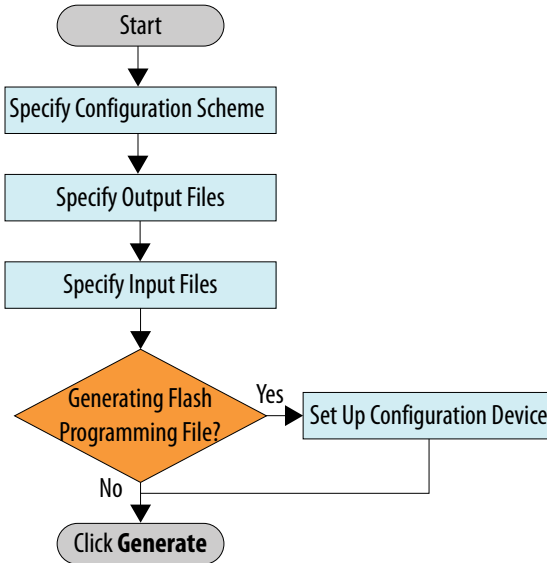 Start
Specify Configuration Scheme
Specify Output Files
Specify Input Files
Generating Flash
Programming File?
Yes
Set Up Configuration Device
No
Click Generate